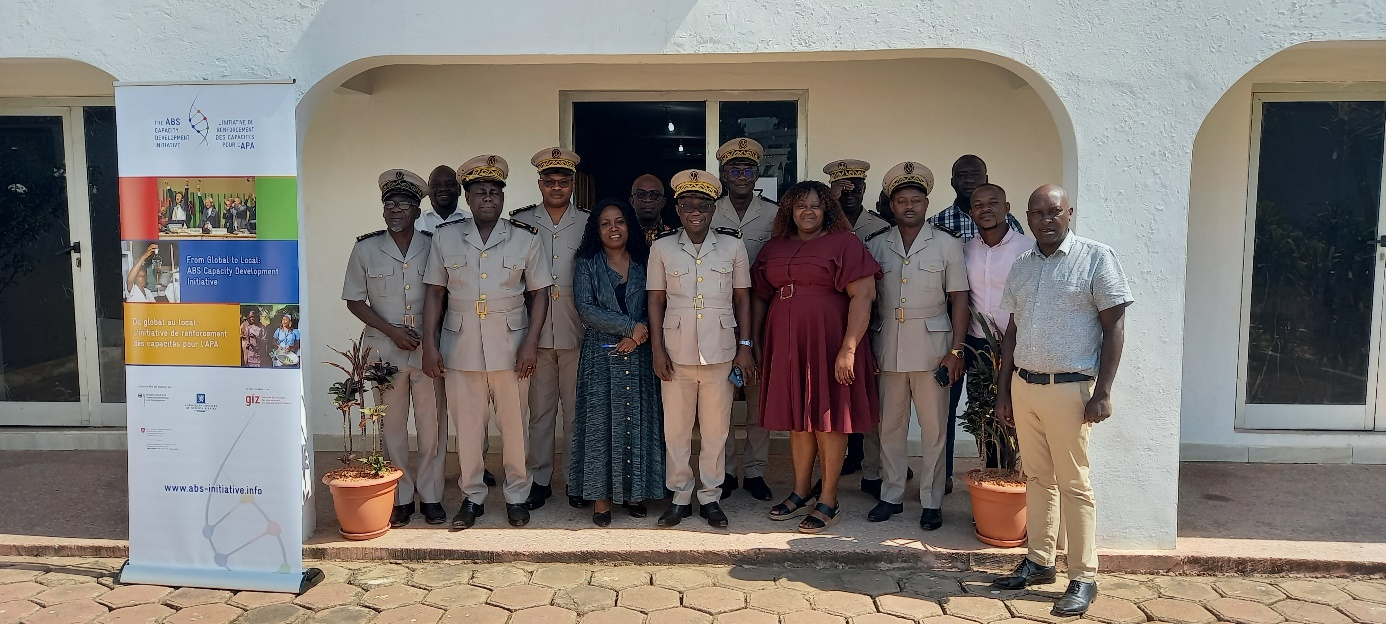 THE ABS
CAPACITY
DEVELOPMENT
INITIATIVE
L'INITIATIVE DE
RENFORCEMENT
DES CAPACITÉS
POUR L'APA
From Global to Local:
ABS Capacity Development
Initiative
Du global au local:
L'initiative de renforcement
des capacités pour l'APA
giz
www.abs-initiative.info